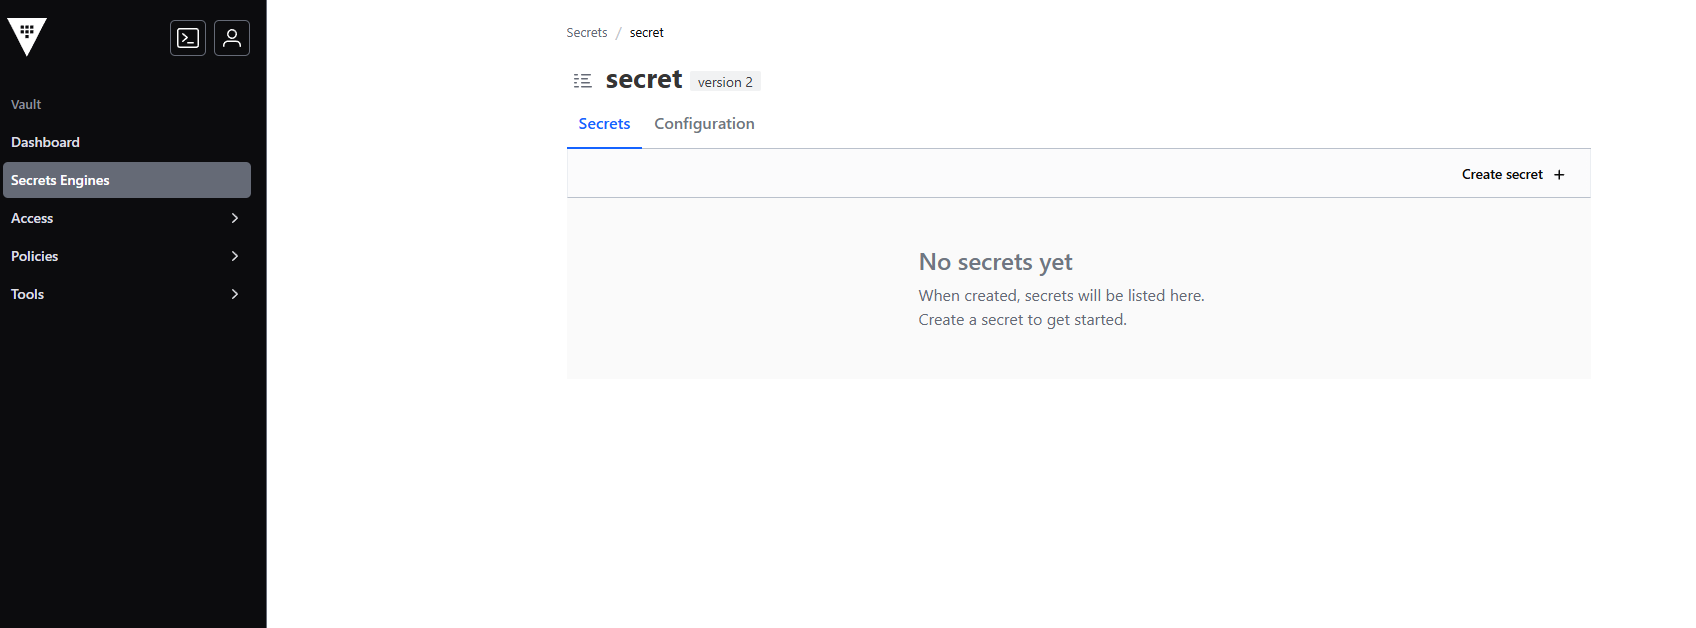 Vault
Dashboard
Secrets Engines
Access
Policies
Tools
Secrets / secret
secret version 2
Secrets Configuration
Create secret +
No secrets yet
When created, secrets will be listed here.
Create a secret to get started.